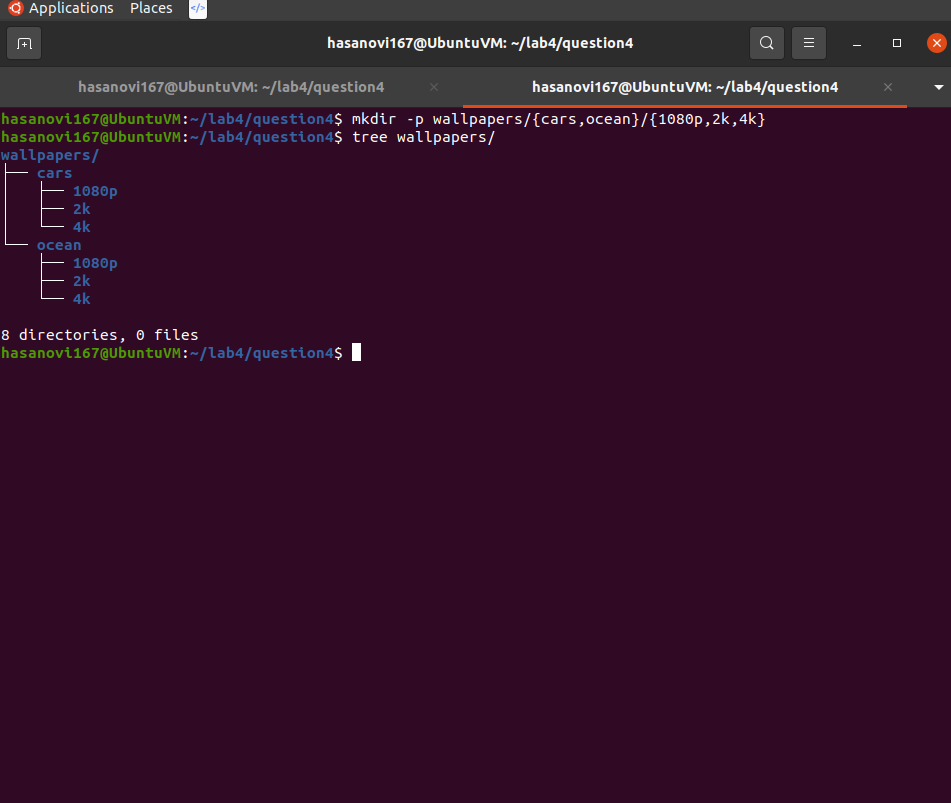 Applications Places </>
hasanovi167@UbuntuVM: ~/lab4/question4
hasanovi167@UbuntuVM: ~/lab4/question4 × hasanovi167@UbuntuVM: ~/lab4/question4 ×
hasanovi167@UbuntuVM:~/lab4/question4$ mkdir -p wallpapers/{cars,ocean}/{1080p,2k,4k}
hasanovi167@UbuntuVM:~/lab4/question4$ tree wallpapers/
wallpapers/
├── cars
│   ├── 1080p
│   ├── 2k
│   └── 4k
└── ocean
    ├── 1080p
    ├── 2k
    └── 4k
8 directories, 0 files
hasanovi167@UbuntuVM:~/lab4/question4$